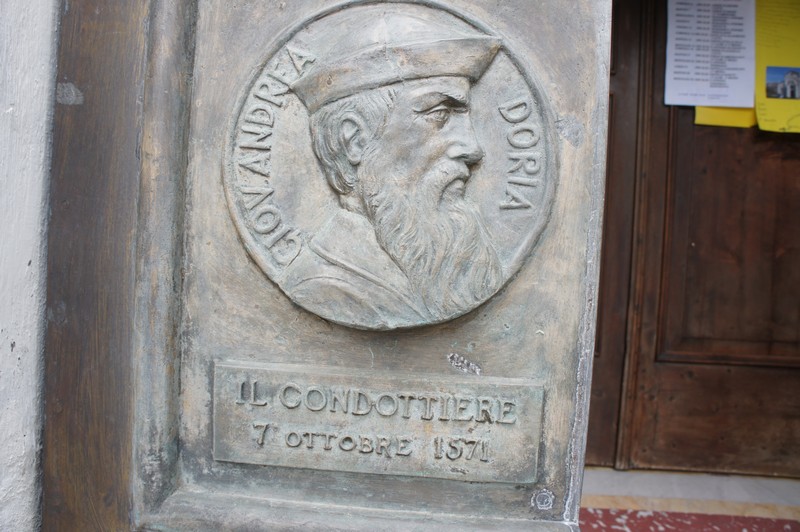 GIOV. ANDREA DORIA
IL CONDOTTIERE
7 OTTOBRE 1571